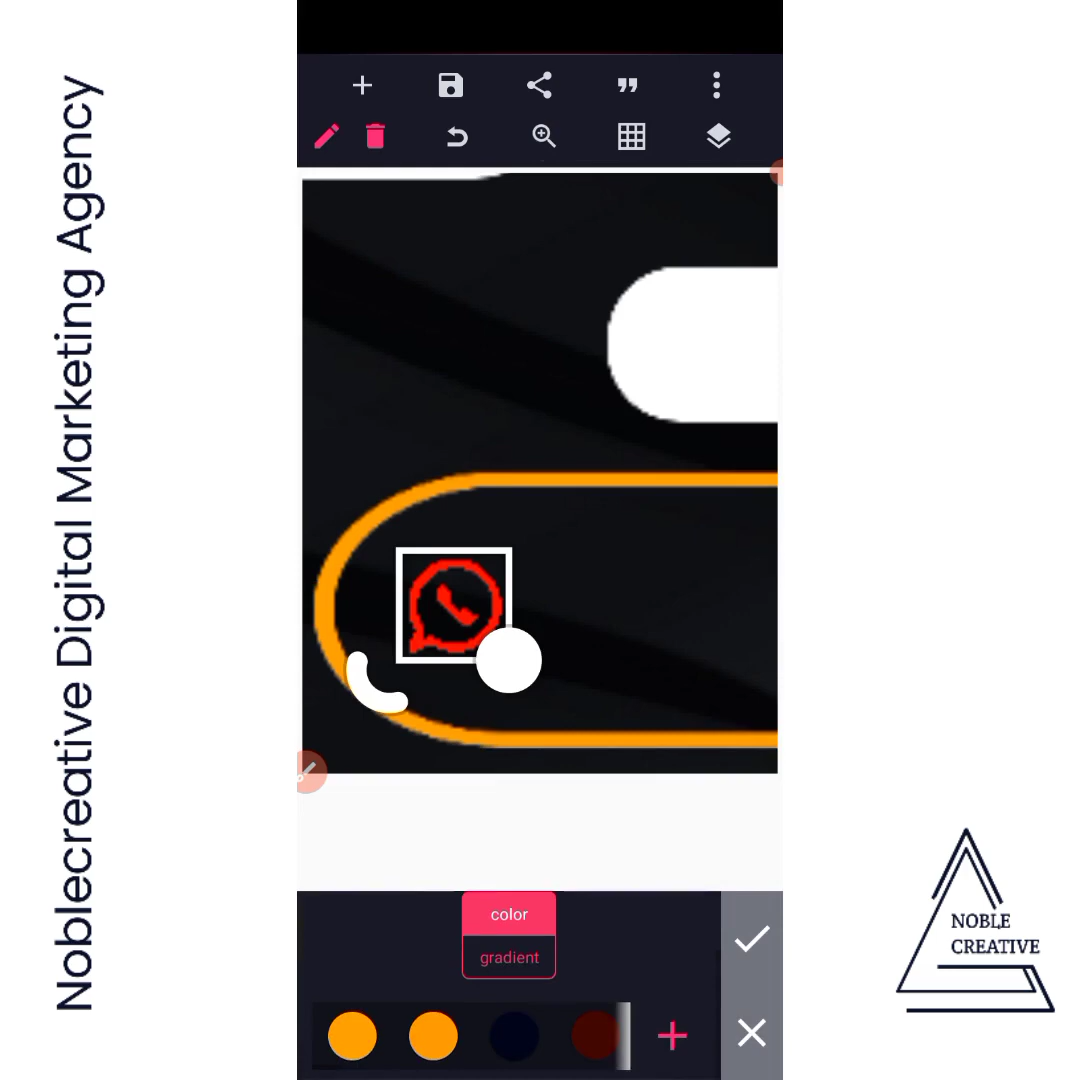 Noblecreative Digital Marketing Agency
color
gradient
NOBLE
CREATIVE